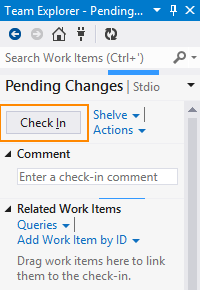 Team Explorer - Pending...
Search Work Items (Ctrl+')
Pending Changes | Stdio
Check In
Shelve
Actions
Comment
Enter a check-in comment
Related Work Items
Queries
Add Work Item by ID
Drag work items here to link
them to the check-in.